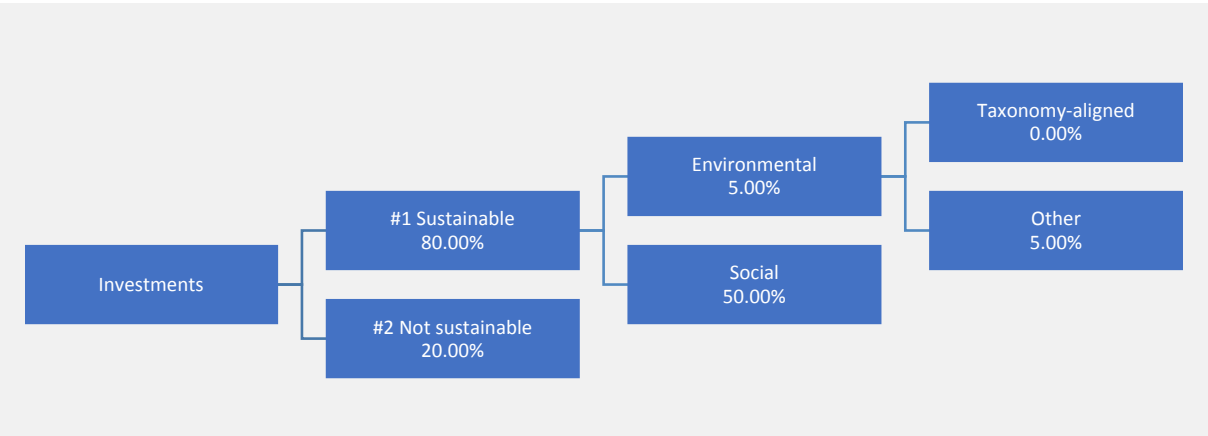 Investments
#1 Sustainable
80.00%
#2 Not sustainable
20.00%
Environmental
5.00%
Social
50.00%
Taxonomy-aligned
0.00%
Other
5.00%